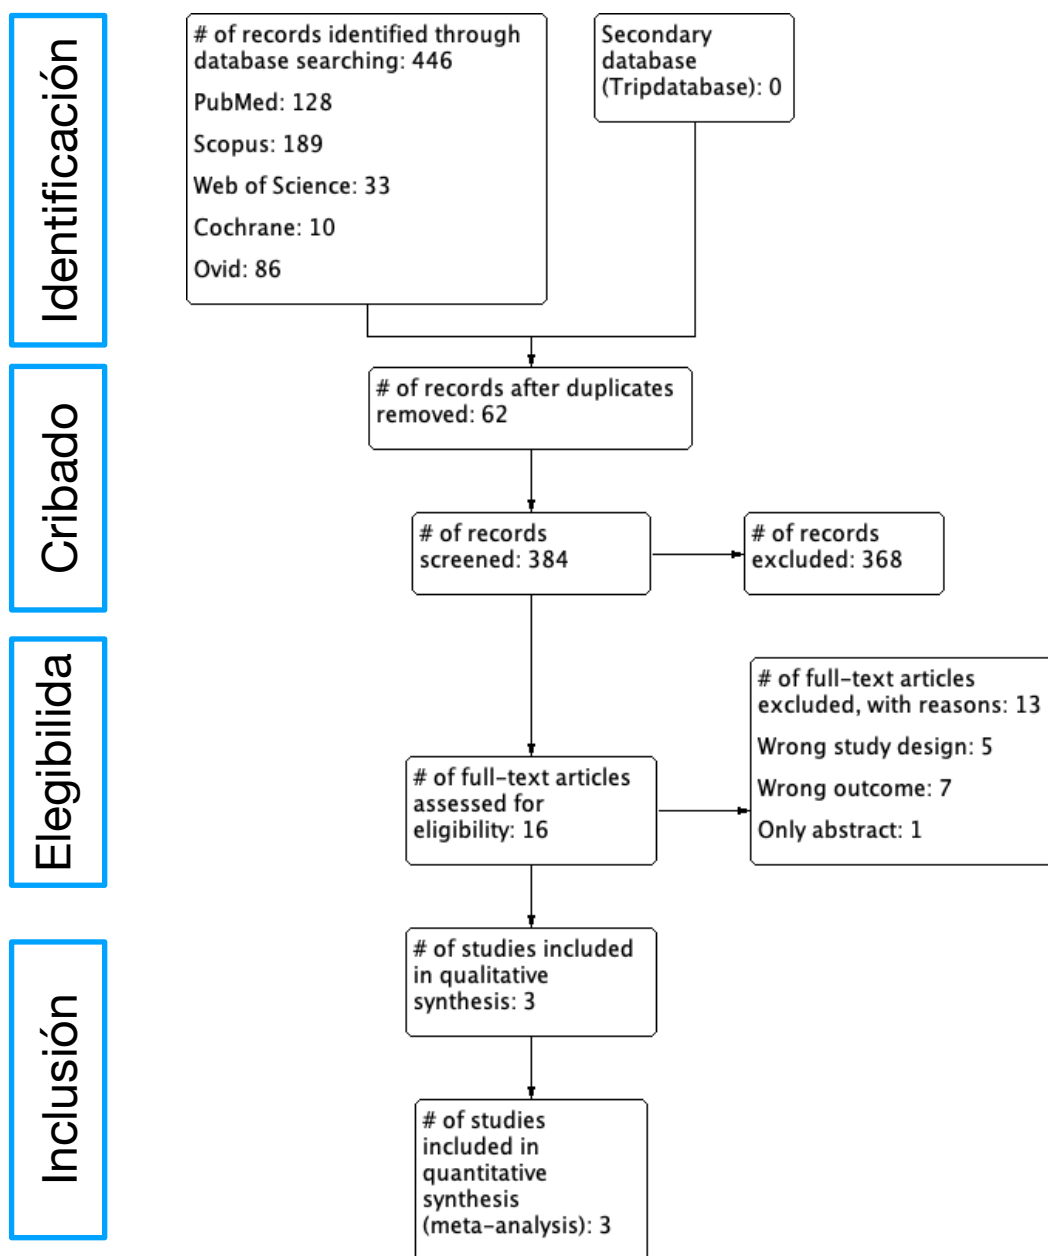 Identificación
# of records identified through
database searching: 446
PubMed: 128
Scopus: 189
Web of Science: 33
Cochrane: 10
Ovid: 86
Secondary
database
(Tripdatabase): 0
Cribado
# of records after duplicates
removed: 62
# of records
screened: 384
# of records
excluded: 368
Elegibilida
# of full-text articles
assessed for
eligibility: 16
# of full-text articles
excluded, with reasons: 13
Wrong study design: 5
Wrong outcome: 7
Only abstract: 1
Inclusión
# of studies included
in qualitative
synthesis: 3
# of studies
included in
quantitative
synthesis
(meta-analysis): 3